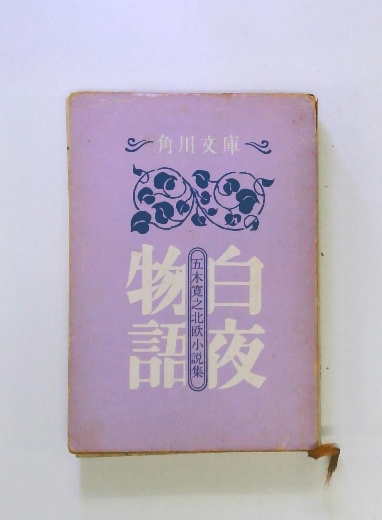 角川文庫
白夜
物語
五木寛之北欧小説集